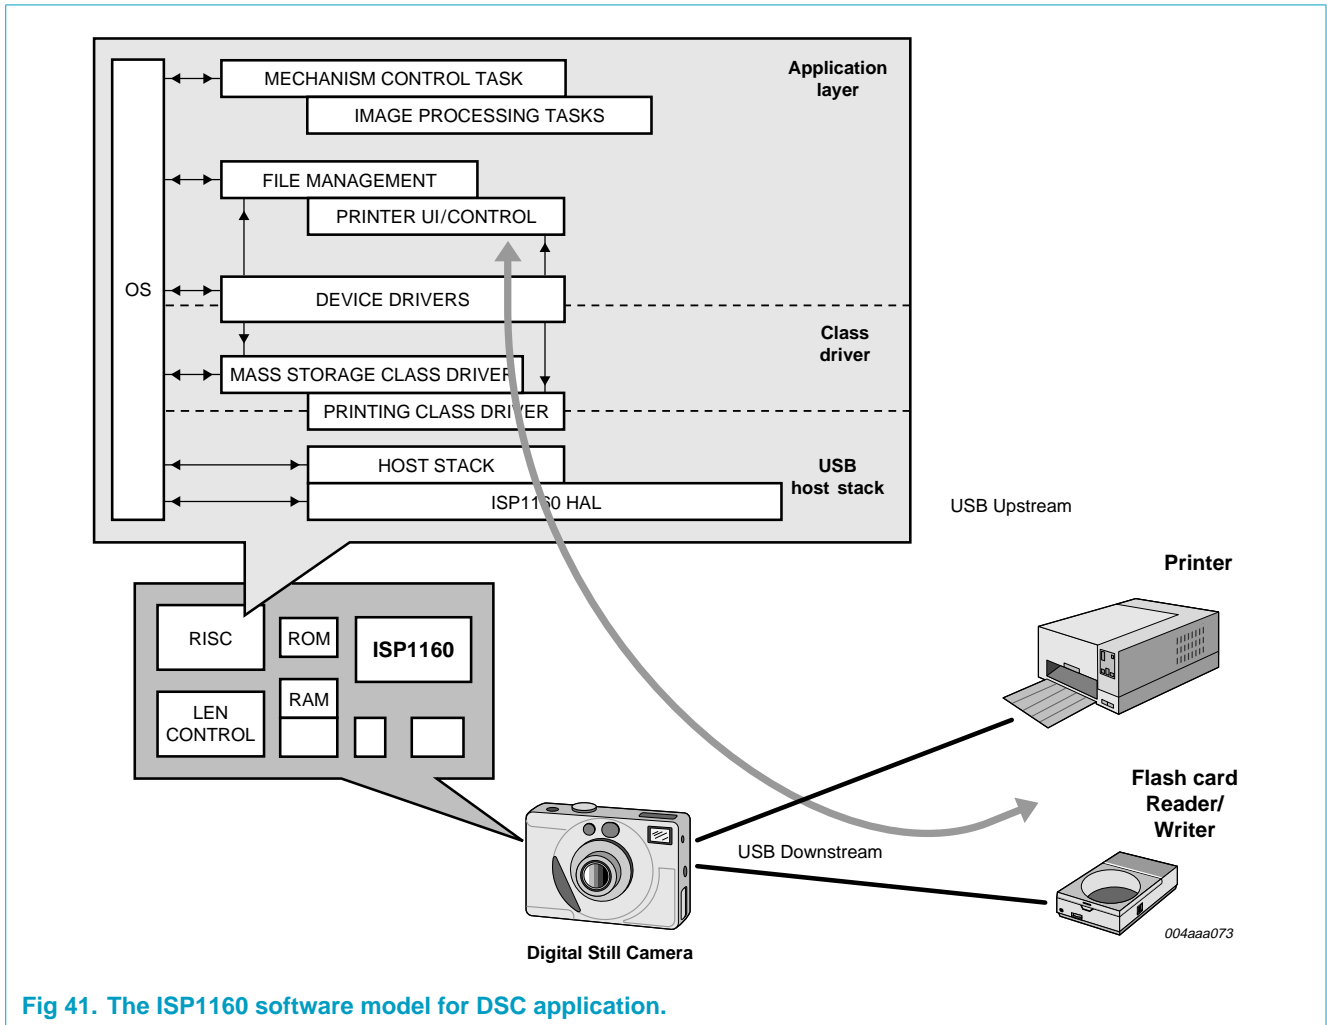 MECHANISM CONTROL TASK
IMAGE PROCESSING TASKS
Application
layer
FILE MANAGEMENT
PRINTER UI/CONTROL
OS
DEVICE DRIVERS
Class
driver
MASS STORAGE CLASS DRIVER
PRINTING CLASS DRIVER
HOST STACK
USB
host stack
ISP1160 HAL
USB Upstream
Printer
RISC
ROM
ISP1160
RAM
LEN
CONTROL
Flash card
Reader/
Writer
USB Downstream
Digital Still Camera
004aaa073
Fig 41. The ISP1160 software model for DSC application.